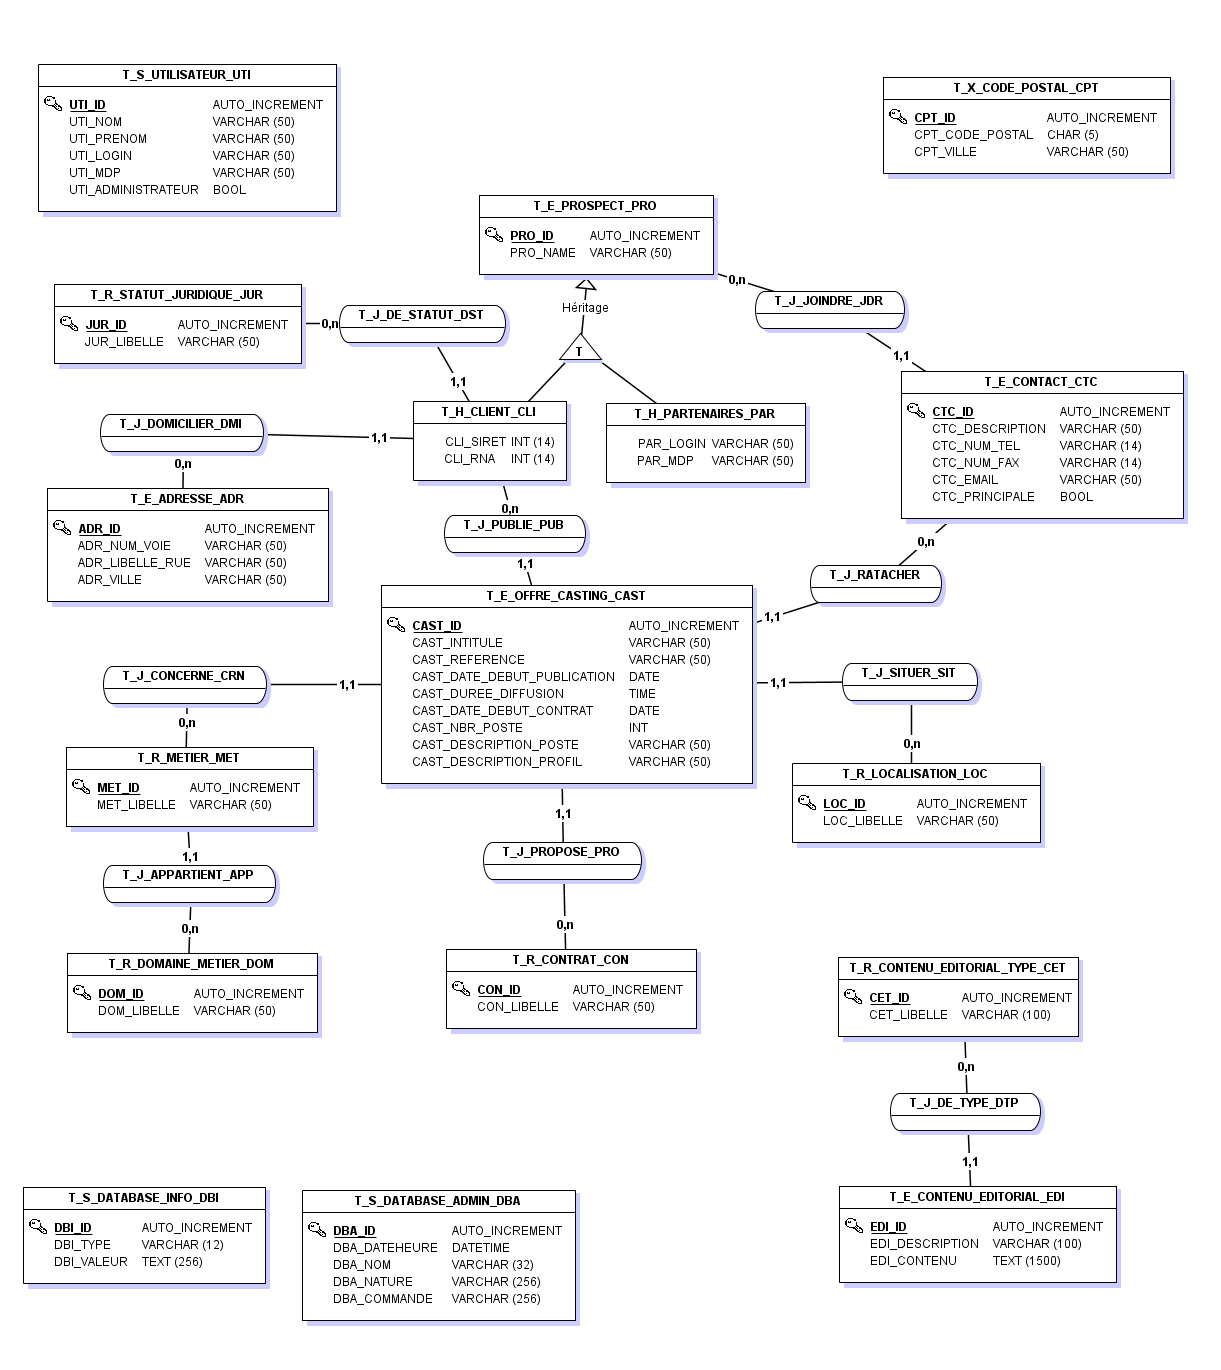 T_S_UTILISATEUR_UTI
UTI_ID AUTO_INCREMENT
UTI_NOM VARCHAR (50)
UTI_PRENOM VARCHAR (50)
UTI_LOGIN VARCHAR (50)
UTI_MDP VARCHAR (50)
UTI_ADMINISTRATEUR BOOL
T_X_CODE_POSTAL_CPT
CPT_ID AUTO_INCREMENT
CPT_CODE_POSTAL CHAR (5)
CPT_VILLE VARCHAR (50)
T_E_PROSPECT_PRO
PRO_ID AUTO_INCREMENT
PRO_NAME VARCHAR (50)
0,n
T_J_JOINDRE_JDR
1,1
Héritage
T
T_R_STATUT_JURIDIQUE_JUR
JUR_ID AUTO_INCREMENT
JUR_LIBELLE VARCHAR (50)
0,n
T_J_DE_STATUT_DST
1,1
T_H_CLIENT_CLI
CLI_SIRET INT (14)
CLI_RNA INT (14)
T_H_PARTENAIRES_PAR
PAR_LOGIN VARCHAR (50)
PAR_MDP VARCHAR (50)
T_E_CONTACT_CTC
CTC_ID AUTO_INCREMENT
CTC_DESCRIPTION VARCHAR (50)
CTC_NUM_TEL VARCHAR (14)
CTC_NUM_FAX VARCHAR (14)
CTC_EMAIL VARCHAR (50)
CTC_PRINCIPALE BOOL
T_J_DOMICILIER_DMI
1,1
0,n
T_E_ADRESSE_ADR
ADR_ID AUTO_INCREMENT
ADR_NUM_VOIE VARCHAR (50)
ADR_LIBELLE_RUE VARCHAR (50)
ADR_VILLE VARCHAR (50)
0,n
T_J_PUBLIE_PUB
1,1
0,n
T_J_RATACHER
1,1
T_E_OFFRE_CASTING_CAST
CAST_ID AUTO_INCREMENT
CAST_INTITULE VARCHAR (50)
CAST_REFERENCE VARCHAR (50)
CAST_DATE_DEBUT_PUBLICATION DATE
CAST_DUREE_DIFFUSION TIME
CAST_DATE_DEBUT_CONTRAT DATE
CAST_NBR_POSTE INT
CAST_DESCRIPTION_POSTE VARCHAR (50)
CAST_DESCRIPTION_PROFIL VARCHAR (50)
T_J_CONCERNE_CRN
1,1
0,n
T_J_SITUER_SIT
1,1
0,n
T_R_METIER_MET
MET_ID AUTO_INCREMENT
MET_LIBELLE VARCHAR (50)
T_R_LOCALISATION_LOC
LOC_ID AUTO_INCREMENT
LOC_LIBELLE VARCHAR (50)
1,1
T_J_PROPOSE_PRO
0,n
1,1
T_J_APPARTIENT_APP
0,n
T_R_DOMAINE_METIER_DOM
DOM_ID AUTO_INCREMENT
DOM_LIBELLE VARCHAR (50)
T_R_CONTRAT_CON
CON_ID AUTO_INCREMENT
CON_LIBELLE VARCHAR (50)
T_R_CONTENU_EDITORIAL_TYPE_CET
CET_ID AUTO_INCREMENT
CET_LIBELLE VARCHAR (100)
0,n
T_J_DE_TYPE_DTP
1,1
T_S_DATABASE_INFO_DBI
DBI_ID AUTO_INCREMENT
DBI_TYPE VARCHAR (12)
DBI_VALEUR TEXT (256)
T_S_DATABASE_ADMIN_DBA
DBA_ID AUTO_INCREMENT
DBA_DATEHEURE DATETIME
DBA_NOM VARCHAR (32)
DBA_NATURE VARCHAR (256)
DBA_COMMANDE VARCHAR (256)
T_E_CONTENU_EDITORIAL_EDI
EDI_ID AUTO_INCREMENT
EDI_DESCRIPTION VARCHAR (100)
EDI_CONTENU TEXT (1500)